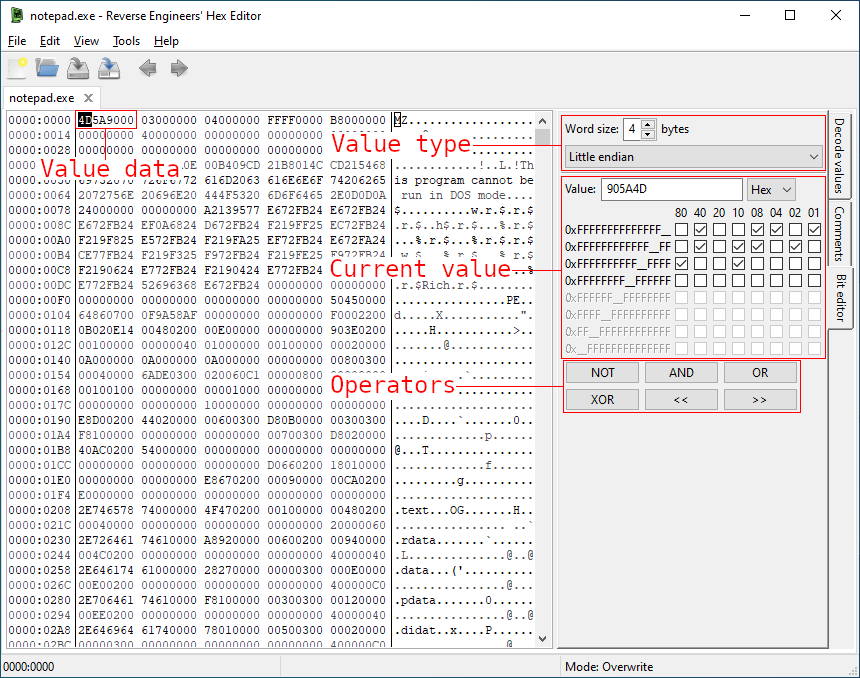 notepad.exe - Reverse Engineers' Hex Editor
File Edit View Tools Help
notepad.exe
0000:0000 4D5A9000 03000000 04000000 FFFF0000 B8000000 MZ..................
0000:0014 00000000 40000000 00000000 00000000 00000000
0000:0028 00000000 00000000 00000000 00000000 00000000
0E 00B409CD 21B8014C CD215468 ............!..L.!Th
69732070 726F6772 616D2063 616E6E6F 74206265 is program cannot be
0000:0064 2072756E 20696E20 444F5320 6D6F6465 2E0D0D0A run in DOS mode....
0000:0078 24000000 00000000 A2139577 E672FB24 E672FB24 $..........w.r.$.r.$
0000:008C E672FB24 EF0A6824 D672FB24 F219FF25 EC72FB24 .r.$..h$.r.$...%.r.$
0000:00A0 F219F825 E572FB24 F219FA25 EF72FB24 E672FA24 ...%.r.$...%.r.$.r.$
0000:00B4 CE77FB24 F219F325 F972FB24 F219FE25 F972FB24
0000:00C8 F2190624 E772FB24 F2190424 E772FB24
0000:00DC E772FB24 52696368 E672FB24 00000000 00000000 .r.$Rich.r.$........
0000:00F0 00000000 00000000 00000000 00000000 50450000 ................PE..
0000:0104 64860700 0F9A58AF 00000000 00000000 F0002200 d.....X...........".
0000:0118 0B020E14 00480200 00E00000 00000000 903E0200 .....H...........>..
0000:012C 00100000 00000040 01000000 00100000 00020000 .......@............
0000:0140 0A000000 0A000000 0A000000 00000000 00800300 ....................
0000:0154 00040000 6ADE0300 020060C1 00000800 00000000
0000:0168 00100100 00000000 00001000 00000000 00000000
0000:017C 00000000 10000000 00000000 00000000
0000:0190 E8D00200 44020000 00600300 D80B0000 00300300 ....D....`.......0..
0000:01A4 F8100000 00000000 00700300 D8020000 .........p......
0000:01B8 40AC0200 54000000 00000000 00000000 00000000 @...T...............
0000:01CC 00000000 00000000 D0660200 18010000 .........f......
0000:01E0 00000000 00000000 E8670200 00090000 00CA0200 .........g..........
0000:01F4 E0000000 00000000 00000000 00000000 00000000 ....................
0000:0208 2E746578 74000000 4F470200 00100000 00480200 .text...OG.......H..
0000:021C 00040000 00000000 00000000 00000000 20000060 ................ ..`
0000:0230 2E726461 74610000 A8920000 00600200 00940000 .rdata.......`......
0000:0244 004C0200 00000000 00000000 00000000 40000040 .L..............@..@
0000:0258 2E646174 61000000 28270000 00000300 000E0000 .data...('..........
0000:026C 00E00200 00000000 00000000 00000000 400000C0 ................@...
0000:0280 2E706461 74610000 F8100000 00300300 00120000 .pdata.......0......
0000:0294 00EE0200 00000000 00000000 00000000 40000040 ................@..@
0000:02A8 2E646964 61740000 78010000 00500300 00020000 .didat..x....P......
0000:02BC 00000300 00000000 00000000 00000000 400000C0
Value data
Value type
Current value
Operators
Word size: 4 bytes
Little endian
Value: 905A4D Hex
80 40 20 10 08 04 02 01
0xFFFFFFFFFFFFFF__
0xFFFFFFFFFFFF__FF
0xFFFFFFFFFF__FFFF
0xFFFFFFFF__FFFFFF
0xFFFFFF__FFFFFFFF
0xFFFF__FFFFFFFFFF
0xFF__FFFFFFFFFFFF
0x__FFFFFFFFFFFFFF
NOT AND OR
XOR << >>
Decode values
Comments
Bit editor
0000:0000
Mode: Overwrite